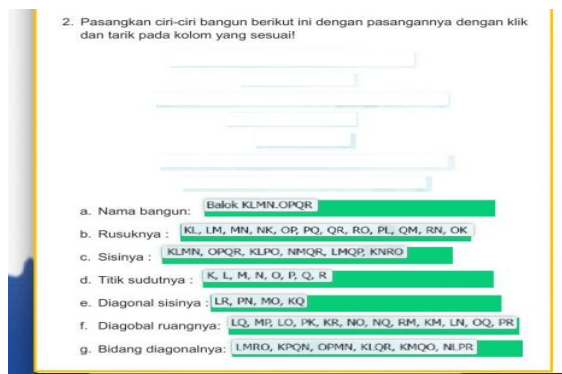 2. Pasangkan ciri-ciri bangun berikut ini dengan pasangannya dengan klik
dan tarik pada kolom yang sesuai!
a. Nama bangun: Balok KLMN.OPQR
b. Rusuknya : KL, LM, MN, NK, OP, PQ, QR, RO, PL, QM, RN, OK
c. Sisinya : KLMN, OPQR, KLPO, NMQR, LMQP, KNRO
d. Titik sudutnya : K, L, M, N, O, P, Q, R
e. Diagonal sisinya : LR, PN, MO, KQ
f. Diagobal ruangnya: LQ, MP, LO, PK, KR, NO, NQ, RM, KM, LN, OQ, PR
g. Bidang diagonalnya: LMRO, KPQN, OPMN, KLQR, KMQO, NLPR